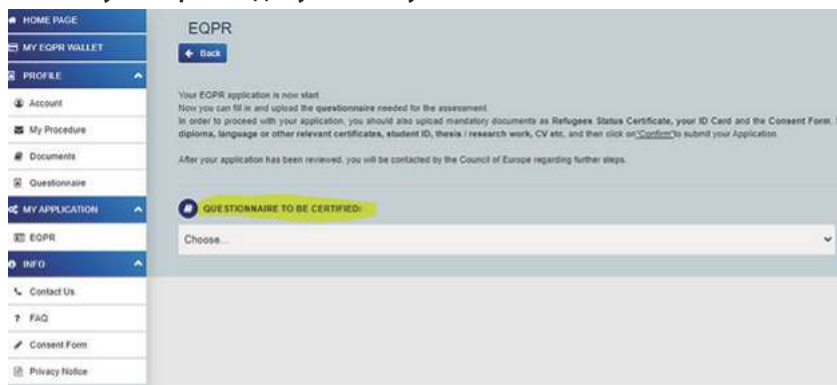 HOME PAGE
MY EQPR WALLET
PROFILE
Account
My Procedure
Documents
Questionnaire
MY APPLICATION
EQPR
INFO
Contact Us
? FAQ
Consent Form
Privacy Notice
EQPR
Back
Your EQPR application is now start.
Now you can fill in and upload the questionnaire needed for the assessment.
In order to proceed with your application, you should also upload mandatory documents as Refugees Status Certificate, your ID Card and the Consent Form.
diploma, language or other relevant certificates, student ID, thesis / research work, CV etc. and then click on "Confirm" to submit your Application.
After your application has been reviewed, you will be contacted by the Council of Europe regarding further steps.
QUESTIONNAIRE TO BE CERTIFIED:
Choose...